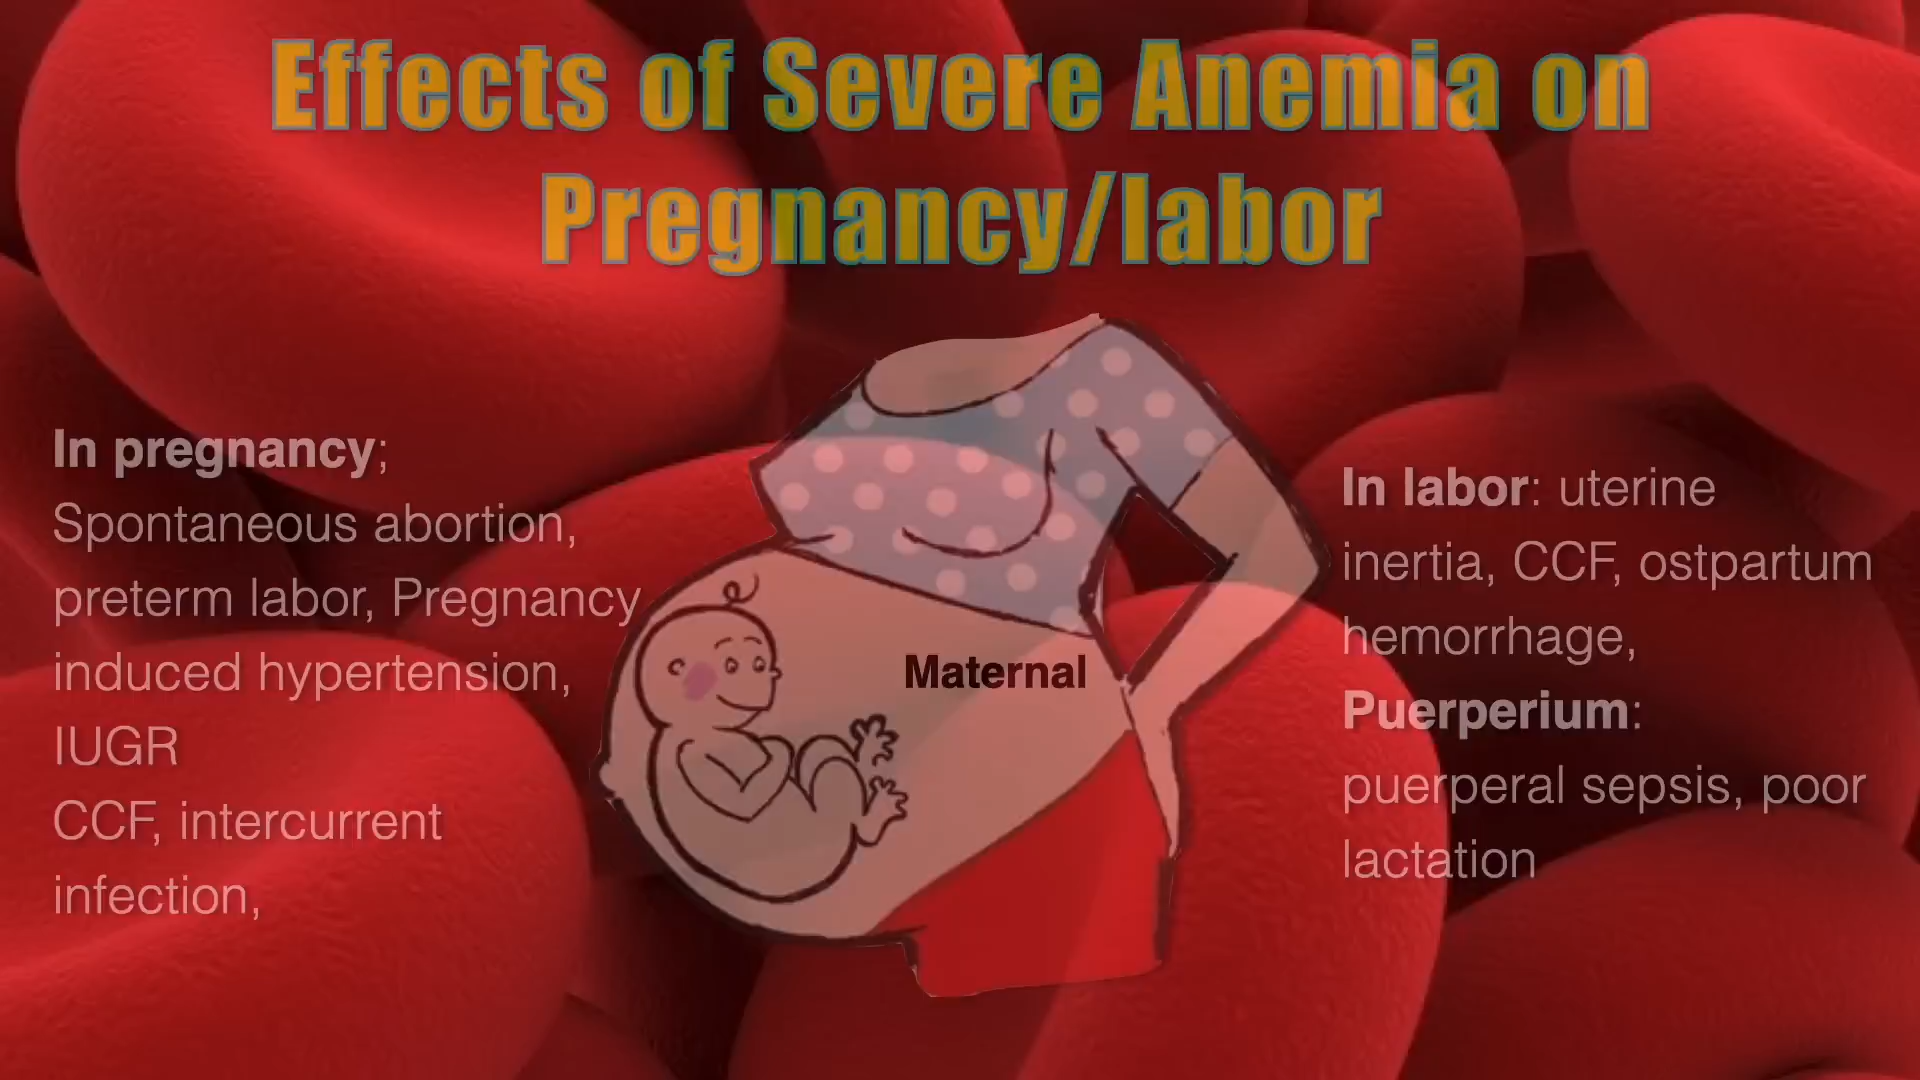 Effects of Severe Anemia on
Pregnancy/labor
In pregnancy;
Spontaneous abortion,
preterm labor, Pregnancy
induced hypertension,
IUGR
CCF, intercurrent
infection,
Maternal
In labor: uterine
inertia, CCF, ostpartum
hemorrhage,
Puerperium:
puerperal sepsis, poor
lactation